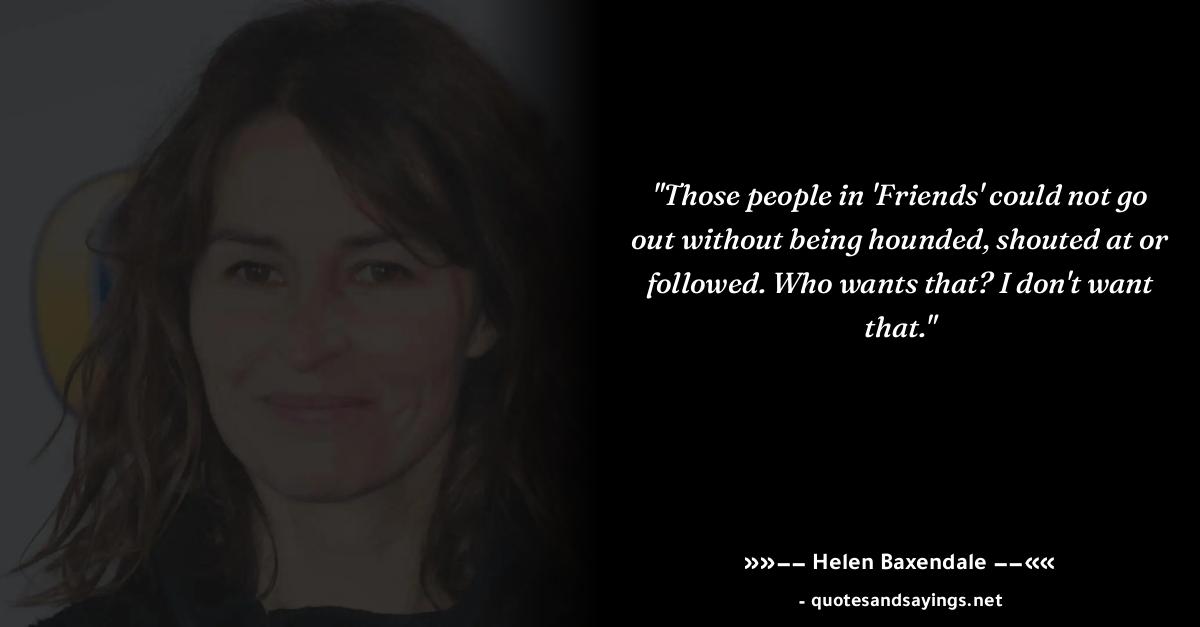 "Those people in 'Friends' could not go
out without being hounded, shouted at or
followed. Who wants that? I don't want
that."
»»−− Helen Baxendale −−««
- quotesandsayings.net